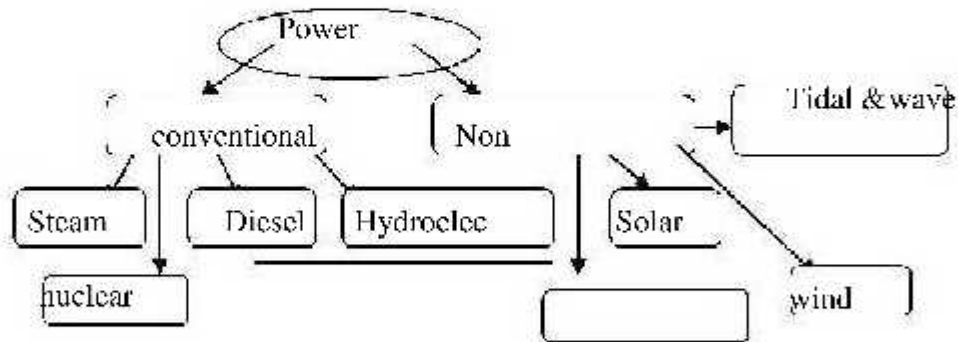 Power
Tidal & wave
conventional
Non
Steam
Diesel
Hydroelec
Solar
nuclear
wind